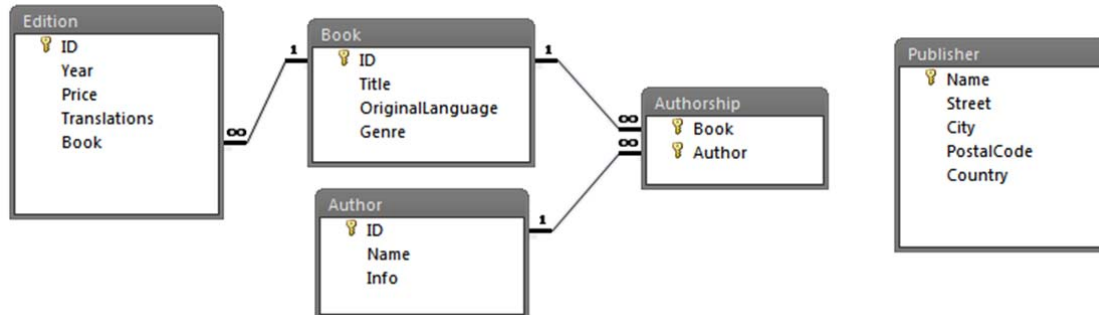 Edition
ID
Year
Price
Translations
Book
Book
ID
Title
OriginalLanguage
Genre
Author
ID
Name
Info
Authorship
Book
Author
Publisher
Name
Street
City
PostalCode
Country
1
∞
1
∞
∞
1